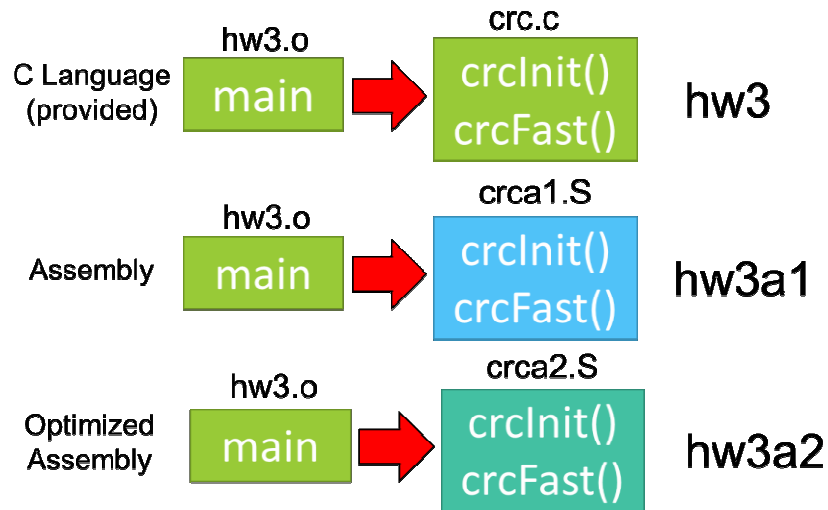 hw3.o
crc.c
C Language
(provided)
main
crcInit()
crcFast()
hw3
hw3.o
crca1.S
Assembly
main
crcInit()
crcFast()
hw3a1
hw3.o
crca2.S
Optimized
Assembly
main
crcInit()
crcFast()
hw3a2